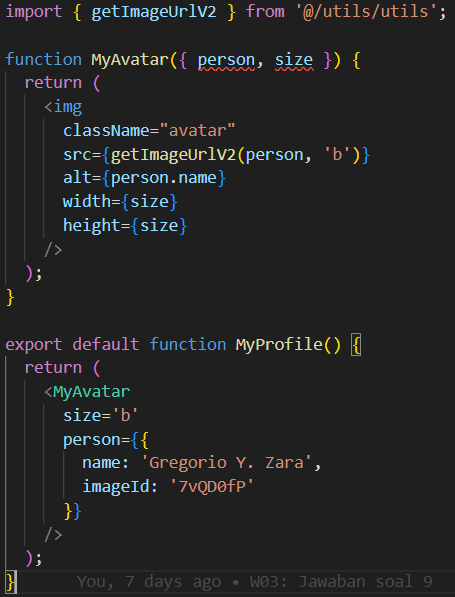 import { getImageUrlV2 } from '@/utils/utils';
function MyAvatar({ person, size }) {
return (
<img
className="avatar"
src={getImageUrlV2(person, 'b')}
alt={person.name}
width={size}
height={size}
/>
);
}
export default function MyProfile() {
return (
<MyAvatar
size='b'
person={{
name: 'Gregorio Y. Zara',
imageId: '7vQD0fP'
}}
/>
);
} You, 7 days ago • W03: Jawaban soal 9